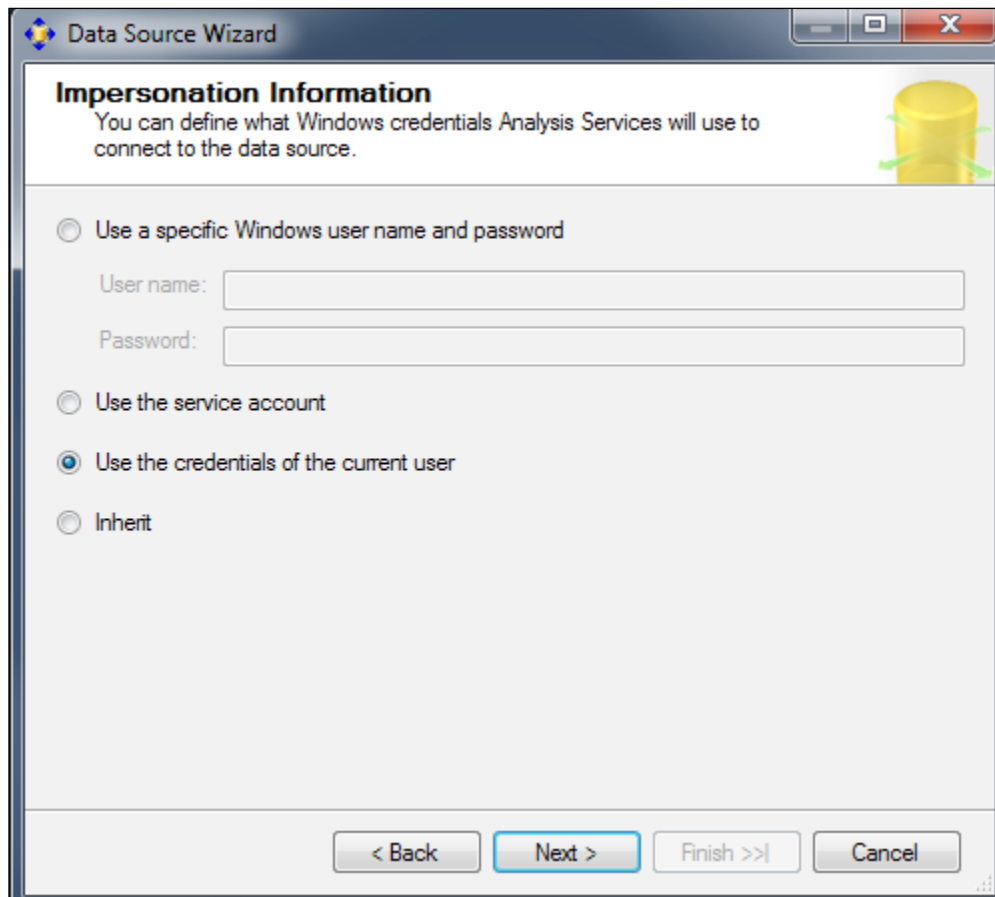 Data Source Wizard
Impersonation Information
You can define what Windows credentials Analysis Services will use to
connect to the data source.
Use a specific Windows user name and password
User name:
Password:
Use the service account
Use the credentials of the current user
Inherit
< Back Next > Finish >>| Cancel